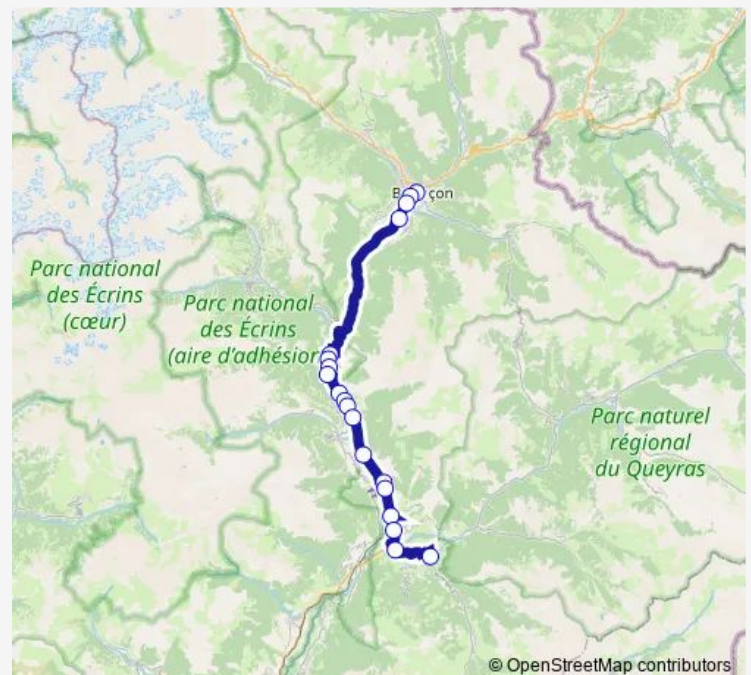 Parc national
des Écrins
(cœur)
Parc national
des Écrins
(aire d'adhésion
Parc naturel
régional
du Queyras
© OpenStreetMap contributors